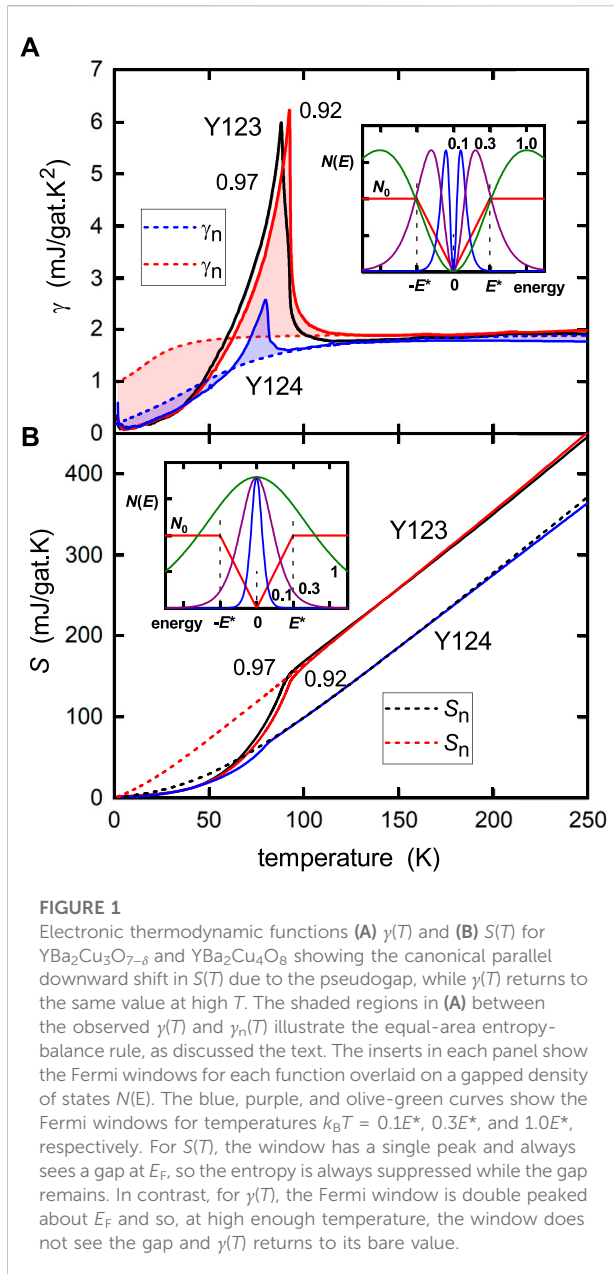 A
7
6
5
4
3
2
1
0
γ (mJ/gat.K²)
Y123
0.92
0.97
γn
γn
Y124
N(E)
N₀
0.1
0.3
1.0
-E*
0
E*
energy
B
400
300
200
100
0
S (mJ/gat.K)
N(E)
N₀
1
0.3
0.1
energy
-E*
0
E*
Y123
Y124
0.97
0.92
Sn
Sn
0
50
100
150
200
250
temperature (K)
FIGURE 1
Electronic thermodynamic functions (A) γ(T) and (B) S(T) for
YBa2Cu3O7−δ and YBa2Cu4O8 showing the canonical parallel
downward shift in S(T) due to the pseudogap, while γ(T) returns to
the same value at high T. The shaded regions in (A) between
the observed γ(T) and γn(T) illustrate the equal-area entropy-
balance rule, as discussed the text. The inserts in each panel show
the Fermi windows for each function overlaid on a gapped density
of states N(E). The blue, purple, and olive-green curves show the
Fermi windows for temperatures kBT = 0.1E*, 0.3E*, and 1.0E*,
respectively. For S(T), the window has a single peak and always
sees a gap at EF, so the entropy is always suppressed while the gap
remains. In contrast, for γ(T), the Fermi window is double peaked
about EF and so, at high enough temperature, the window does
not see the gap and γ(T) returns to its bare value.